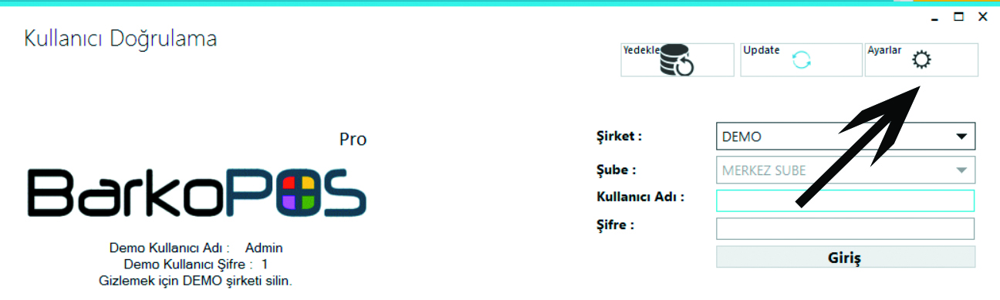 Kullanıcı Doğrulama
Yedekle
Update
Ayarlar
Pro
BarkoPOS
Demo Kullanıcı Adı : Admin
Demo Kullanıcı Şifre : 1
Gizlemek için DEMO şirketi silin.
Şirket : DEMO
Şube : MERKEZ SUBE
Kullanıcı Adı :
Şifre :
Giriş